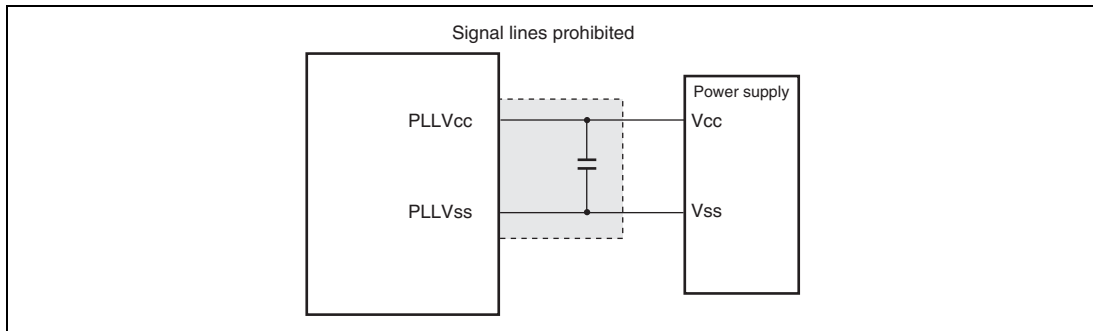 Signal lines prohibited
Power supply
PLLVcc
Vcc
PLLVss
Vss